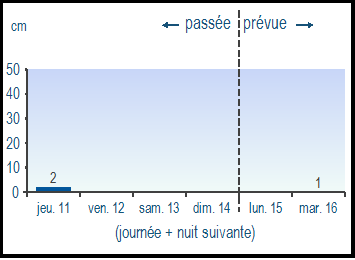 passée prévue
cm
50
40
30
20
10
0
2
1
jeu. 11 ven. 12 sam. 13 dim. 14 lun. 15 mar. 16
(journée + nuit suivante)